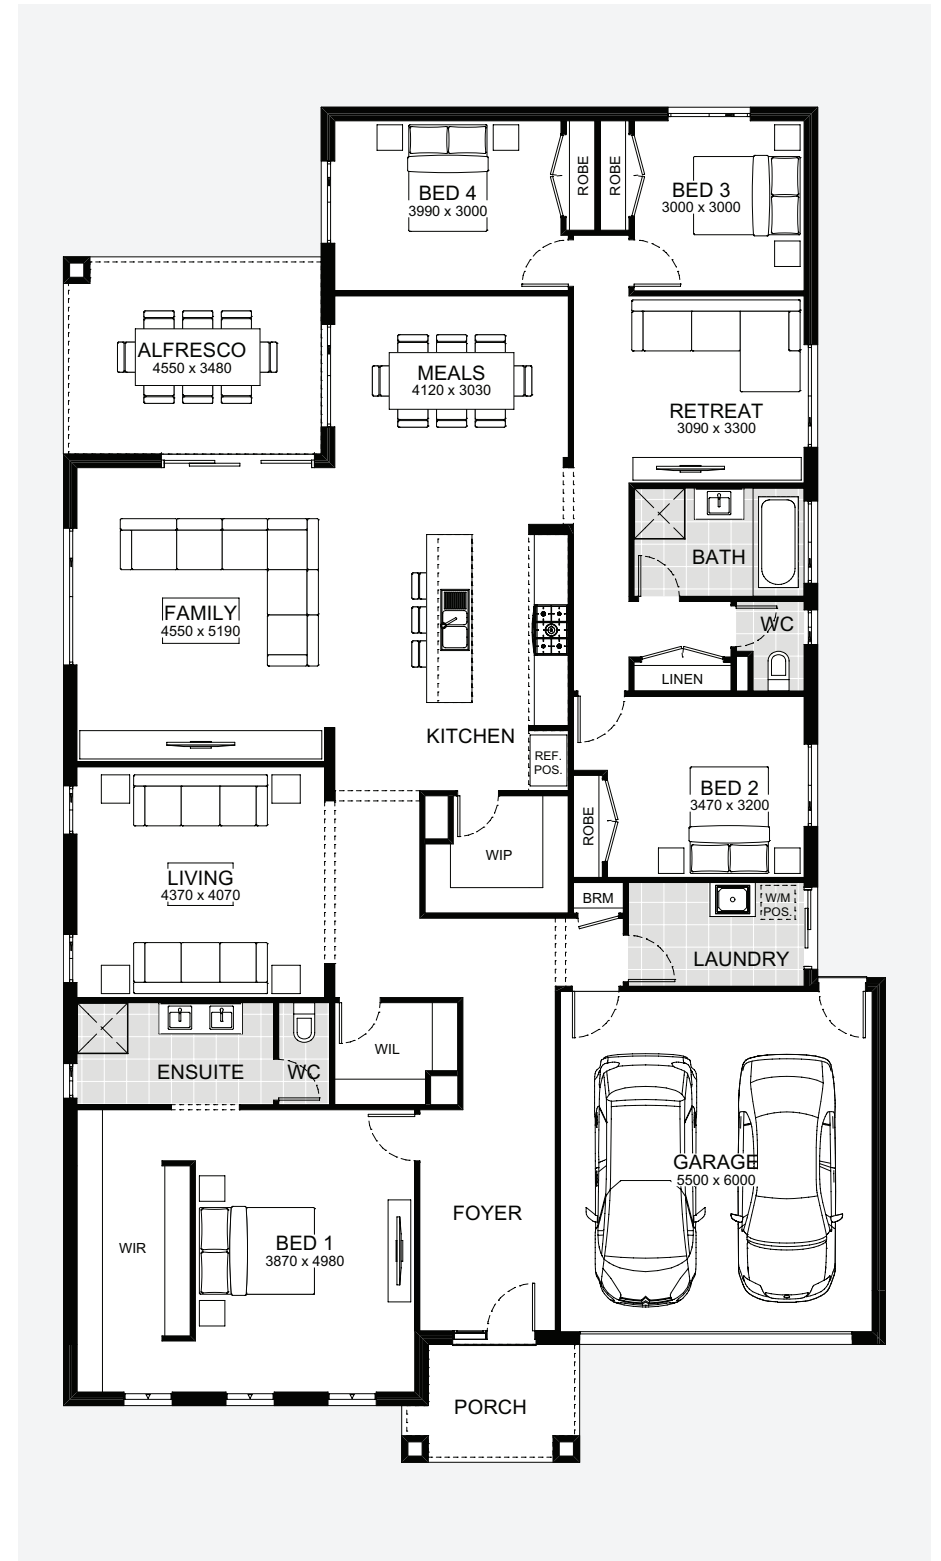 BED 4
3990 x 3000
ROBE
ROBE
BED 3
3000 x 3000
ALFRESCO
4550 x 3480
MEALS
4120 x 3030
RETREAT
3090 x 3300
BATH
FAMILY
4550 x 5190
WC
LINEN
KITCHEN
REF.
POS.
BED 2
3470 x 3200
ROBE
WIP
LIVING
4370 x 4070
BRM
W/M
POS.
LAUNDRY
WIL
ENSUITE
WC
GARAGE
5500 x 6000
FOYER
WIR
BED 1
3870 x 4980
PORCH